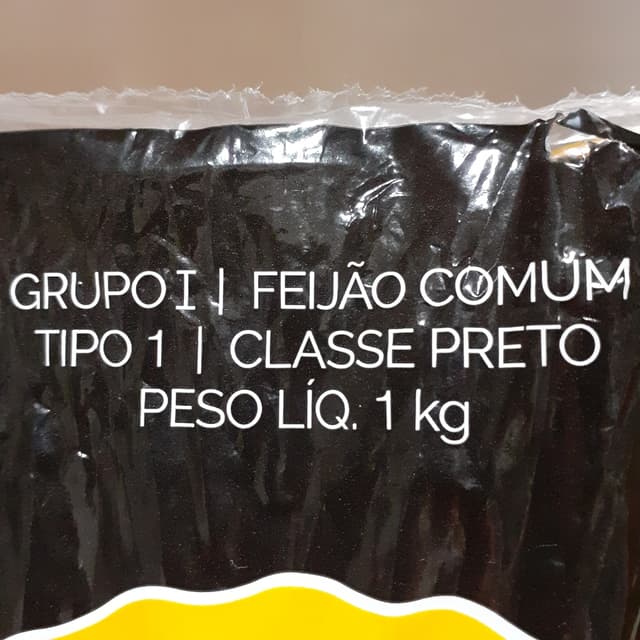 GRUPO I | FEIJÃO COMUM
TIPO 1 | CLASSE PRETO
PESO LÍQ. 1 kg